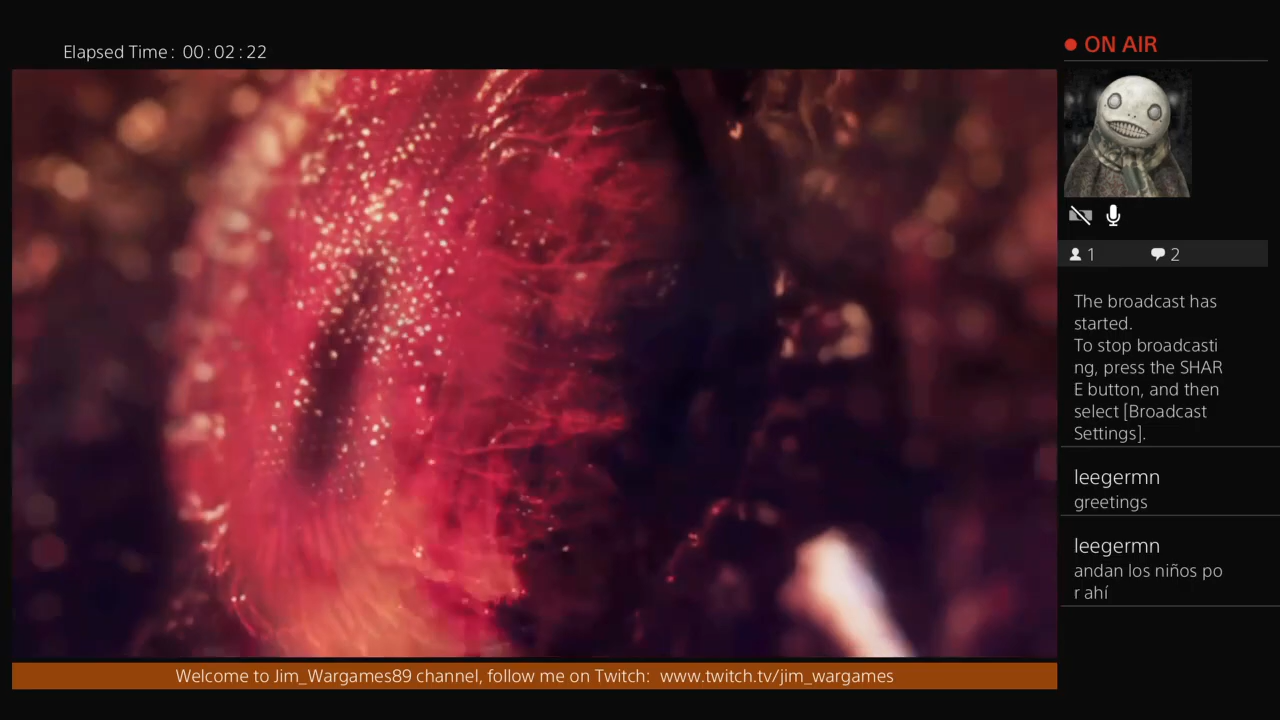 Elapsed Time: 00:02:22
ON AIR
1
2
The broadcast has
started.
To stop broadcasti
ng, press the SHAR
E button, and then
select [Broadcast
Settings].
leegermn
greetings
leegermn
andan los niños po
r ahí
Welcome to Jim_Wargames89 channel, follow me on Twitch: www.twitch.tv/jim_wargames